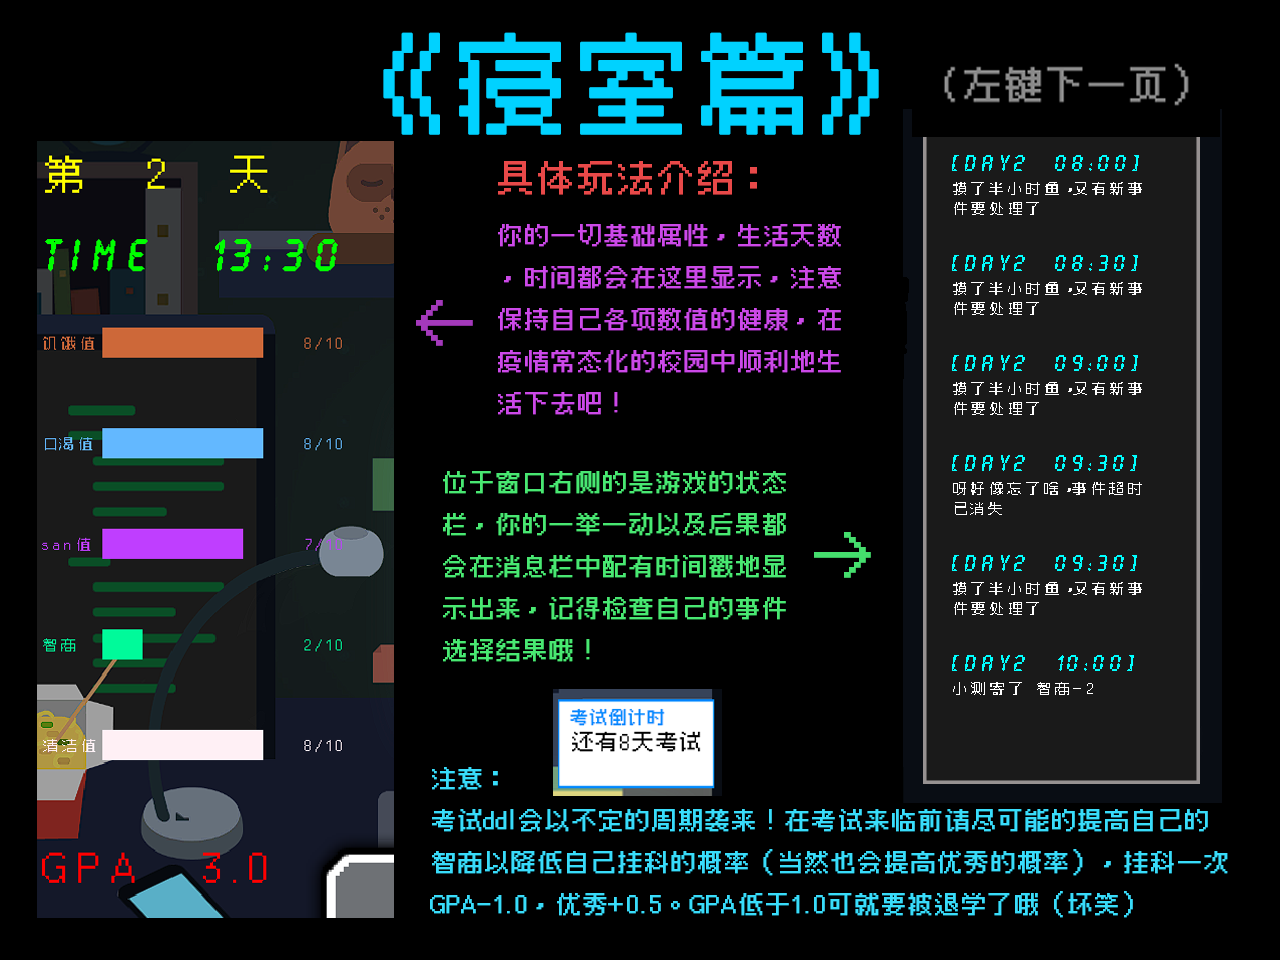 《寝室篇》
（左键下一页）
第 2 天
TIME 13:30
饥饿值 8/10
口渴值 8/10
san值 7/10
智商 2/10
清洁值 8/10
GPA 3.0
具体玩法介绍：
你的一切基础属性，生活天数
，时间都会在这里显示，注意
保持自己各项数值的健康，在
疫情常态化的校园中顺利地生
活下去吧！
位于窗口右侧的是游戏的状态
栏，你的一举一动以及后果都
会在消息栏中配有时间戳地显
示出来，记得检查自己的事件
选择结果哦！
[DAY2 08:00]
摸了半小时鱼,又有新事
件要处理了
[DAY2 08:30]
摸了半小时鱼,又有新事
件要处理了
[DAY2 09:00]
摸了半小时鱼,又有新事
件要处理了
[DAY2 09:30]
呀好像忘了啥,事件超时
已消失
[DAY2 09:30]
摸了半小时鱼,又有新事
件要处理了
[DAY2 10:00]
小测寄了 智商-2
考试倒计时
还有8天考试
注意：
考试ddl会以不定的周期袭来！在考试来临前请尽可能的提高自己的
智商以降低自己挂科的概率（当然也会提高优秀的概率），挂科一次
GPA-1.0，优秀+0.5。GPA低于1.0可就要被退学了哦（坏笑）